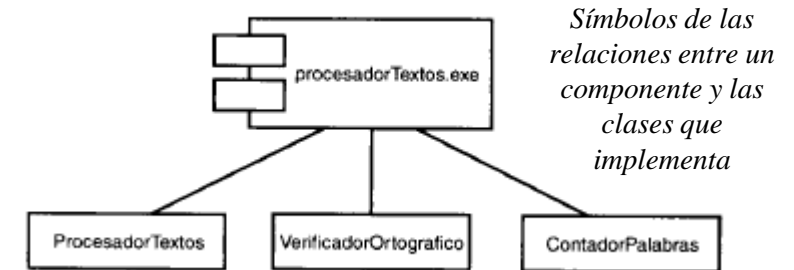 Símbolos de las
relaciones entre un
componente y las
clases que
implementa
procesadorTextos.exe
ProcesadorTextos
VerificadorOrtografico
ContadorPalabras